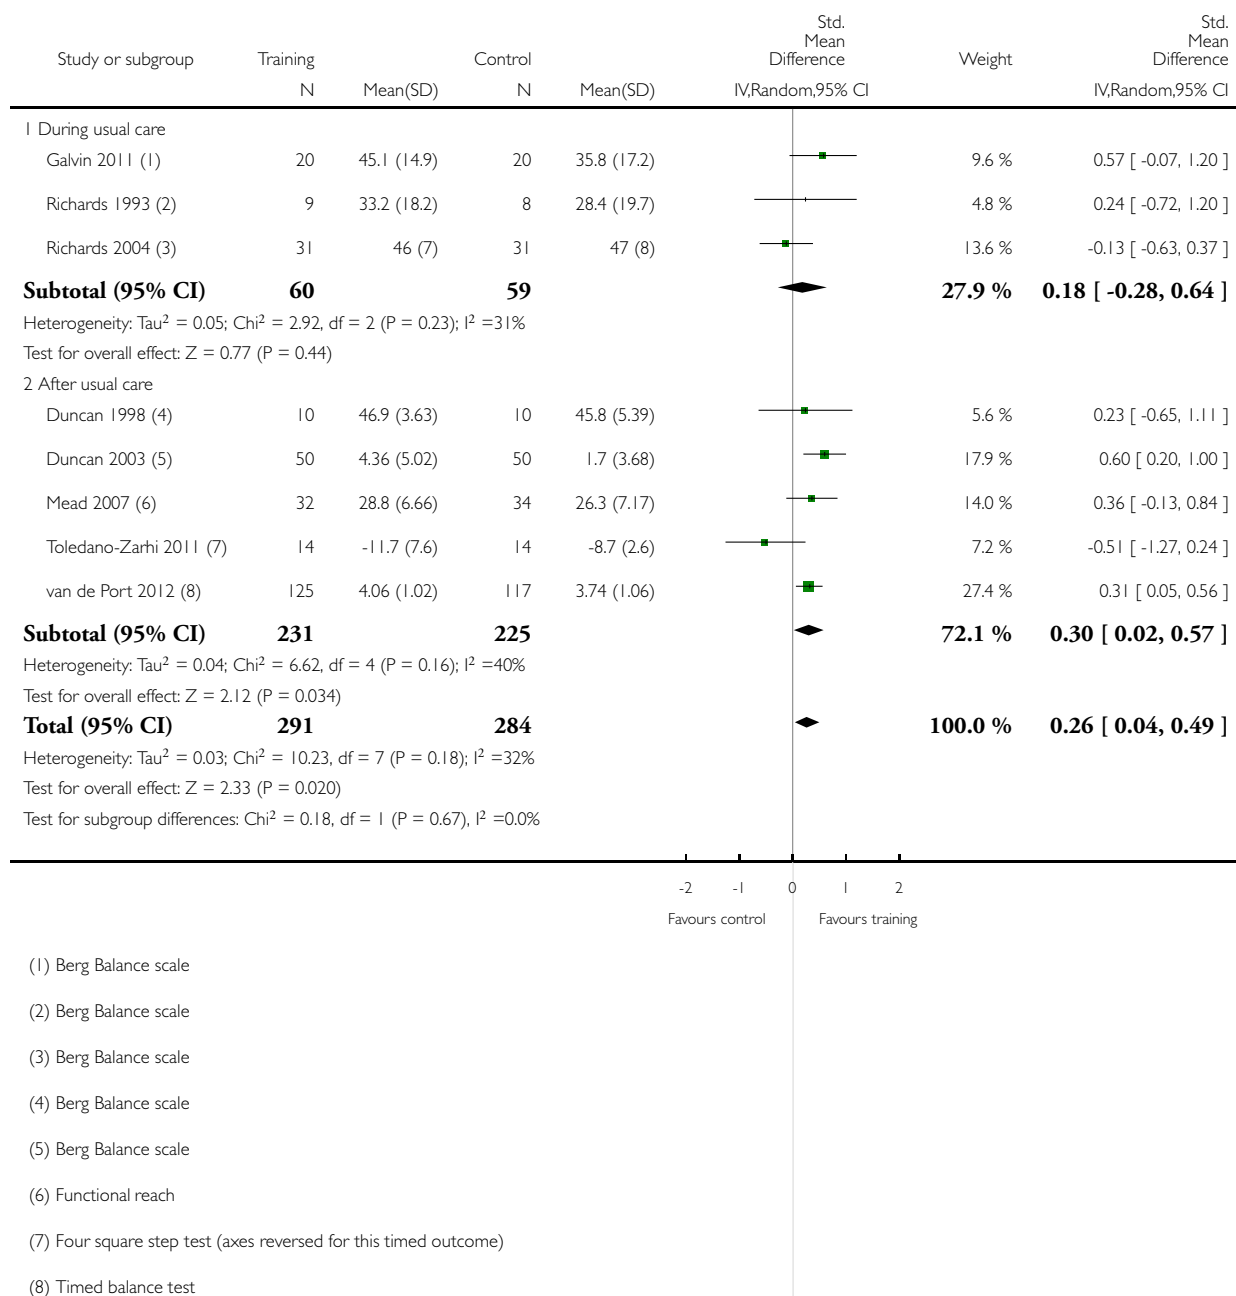 Std. Mean Difference Std. Mean Difference
Study or subgroup Training Control Weight
N Mean(SD) N Mean(SD) IV,Random,95% CI IV,Random,95% CI
1 During usual care
Galvin 2011 (1) 20 45.1 (14.9) 20 35.8 (17.2) 9.6 % 0.57 [ -0.07, 1.20 ]
Richards 1993 (2) 9 33.2 (18.2) 8 28.4 (19.7) 4.8 % 0.24 [ -0.72, 1.20 ]
Richards 2004 (3) 31 46 (7) 31 47 (8) 13.6 % -0.13 [ -0.63, 0.37 ]
Subtotal (95% CI) 60 59 27.9 % 0.18 [ -0.28, 0.64 ]
Heterogeneity: Tau² = 0.05; Chi² = 2.92, df = 2 (P = 0.23); I² =31%
Test for overall effect: Z = 0.77 (P = 0.44)
2 After usual care
Duncan 1998 (4) 10 46.9 (3.63) 10 45.8 (5.39) 5.6 % 0.23 [ -0.65, 1.11 ]
Duncan 2003 (5) 50 4.36 (5.02) 50 1.7 (3.68) 17.9 % 0.60 [ 0.20, 1.00 ]
Mead 2007 (6) 32 28.8 (6.66) 34 26.3 (7.17) 14.0 % 0.36 [ -0.13, 0.84 ]
Toledano-Zarhi 2011 (7) 14 -11.7 (7.6) 14 -8.7 (2.6) 7.2 % -0.51 [ -1.27, 0.24 ]
van de Port 2012 (8) 125 4.06 (1.02) 117 3.74 (1.06) 27.4 % 0.31 [ 0.05, 0.56 ]
Subtotal (95% CI) 231 225 72.1 % 0.30 [ 0.02, 0.57 ]
Heterogeneity: Tau² = 0.04; Chi² = 6.62, df = 4 (P = 0.16); I² =40%
Test for overall effect: Z = 2.12 (P = 0.034)
Total (95% CI) 291 284 100.0 % 0.26 [ 0.04, 0.49 ]
Heterogeneity: Tau² = 0.03; Chi² = 10.23, df = 7 (P = 0.18); I² =32%
Test for overall effect: Z = 2.33 (P = 0.020)
Test for subgroup differences: Chi² = 0.18, df = 1 (P = 0.67), I² =0.0%
-2 -1 0 1 2
Favours control Favours training
(1) Berg Balance scale
(2) Berg Balance scale
(3) Berg Balance scale
(4) Berg Balance scale
(5) Berg Balance scale
(6) Functional reach
(7) Four square step test (axes reversed for this timed outcome)
(8) Timed balance test